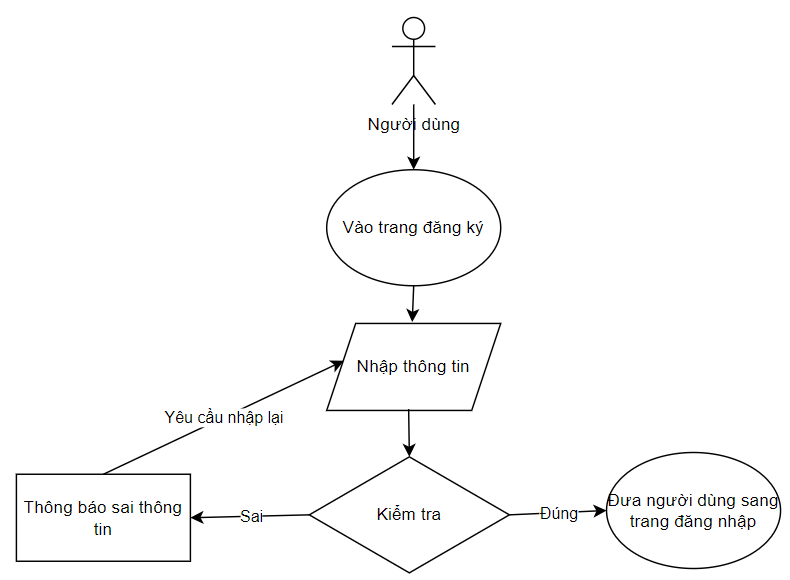 Người dùng
Vào trang đăng ký
Nhập thông tin
Yêu cầu nhập lại
Thông báo sai thông
tin
Sai
Kiểm tra
Đúng
Đưa người dùng sang
trang đăng nhập